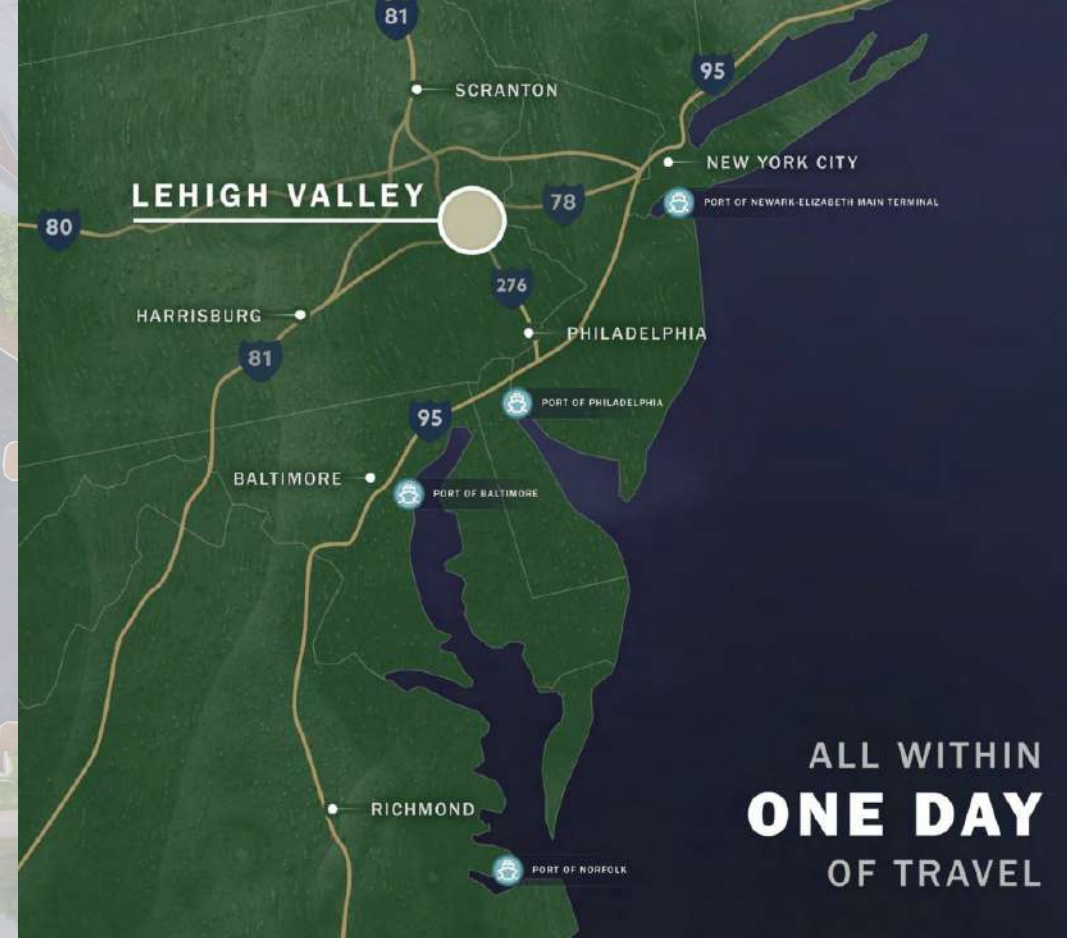 81
95
SCRANTON
NEW YORK CITY
LEHIGH VALLEY
78
PORT OF NEWARK-ELIZABETH MAIN TERMINAL
80
276
HARRISBURG
PHILADELPHIA
81
PORT OF PHILADELPHIA
95
BALTIMORE
PORT OF BALTIMORE
ALL WITHIN
ONE DAY
OF TRAVEL
RICHMOND
PORT OF NORFOLK